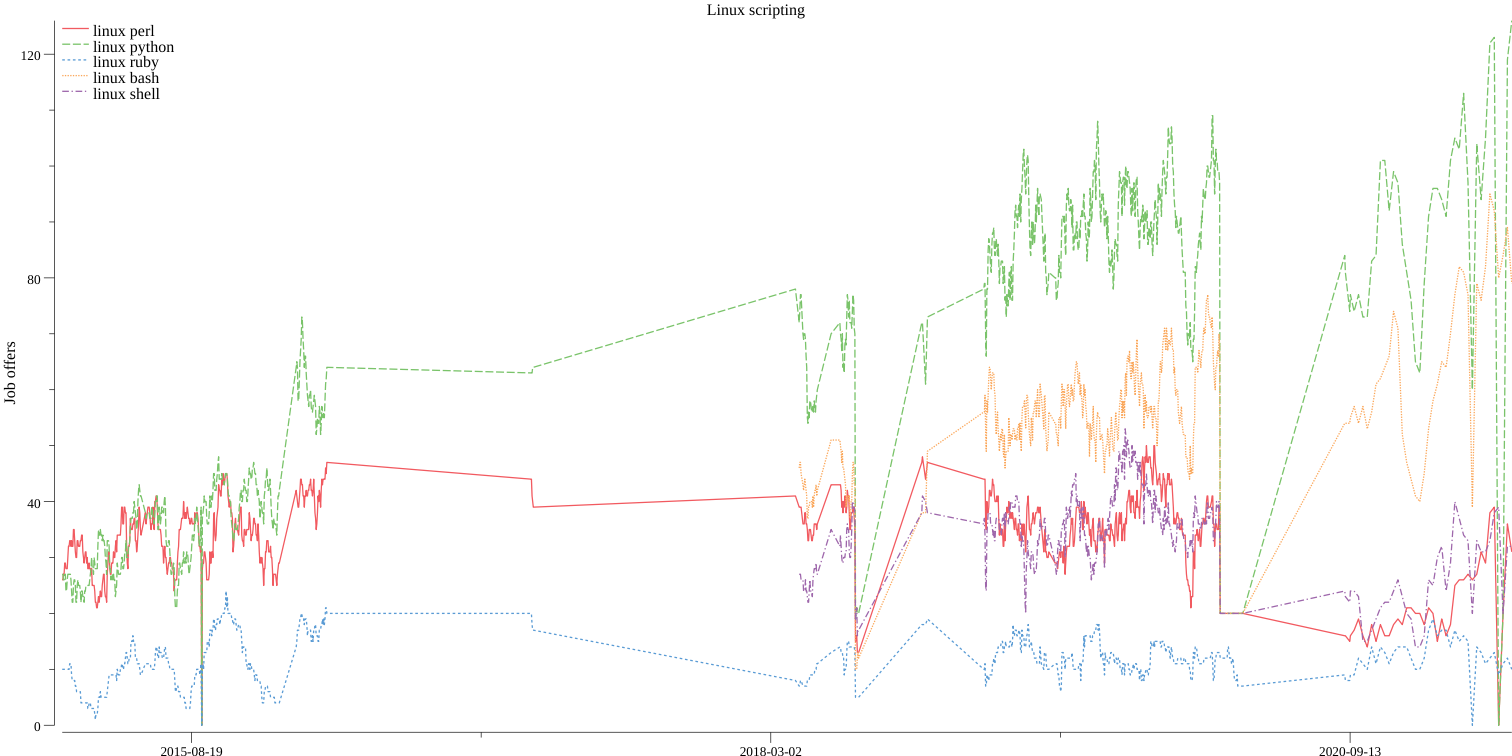 Linux scripting
linux perl
linux python
linux ruby
linux bash
linux shell
120
80
40
0
Job offers
2015-08-19
2018-03-02
2020-09-13